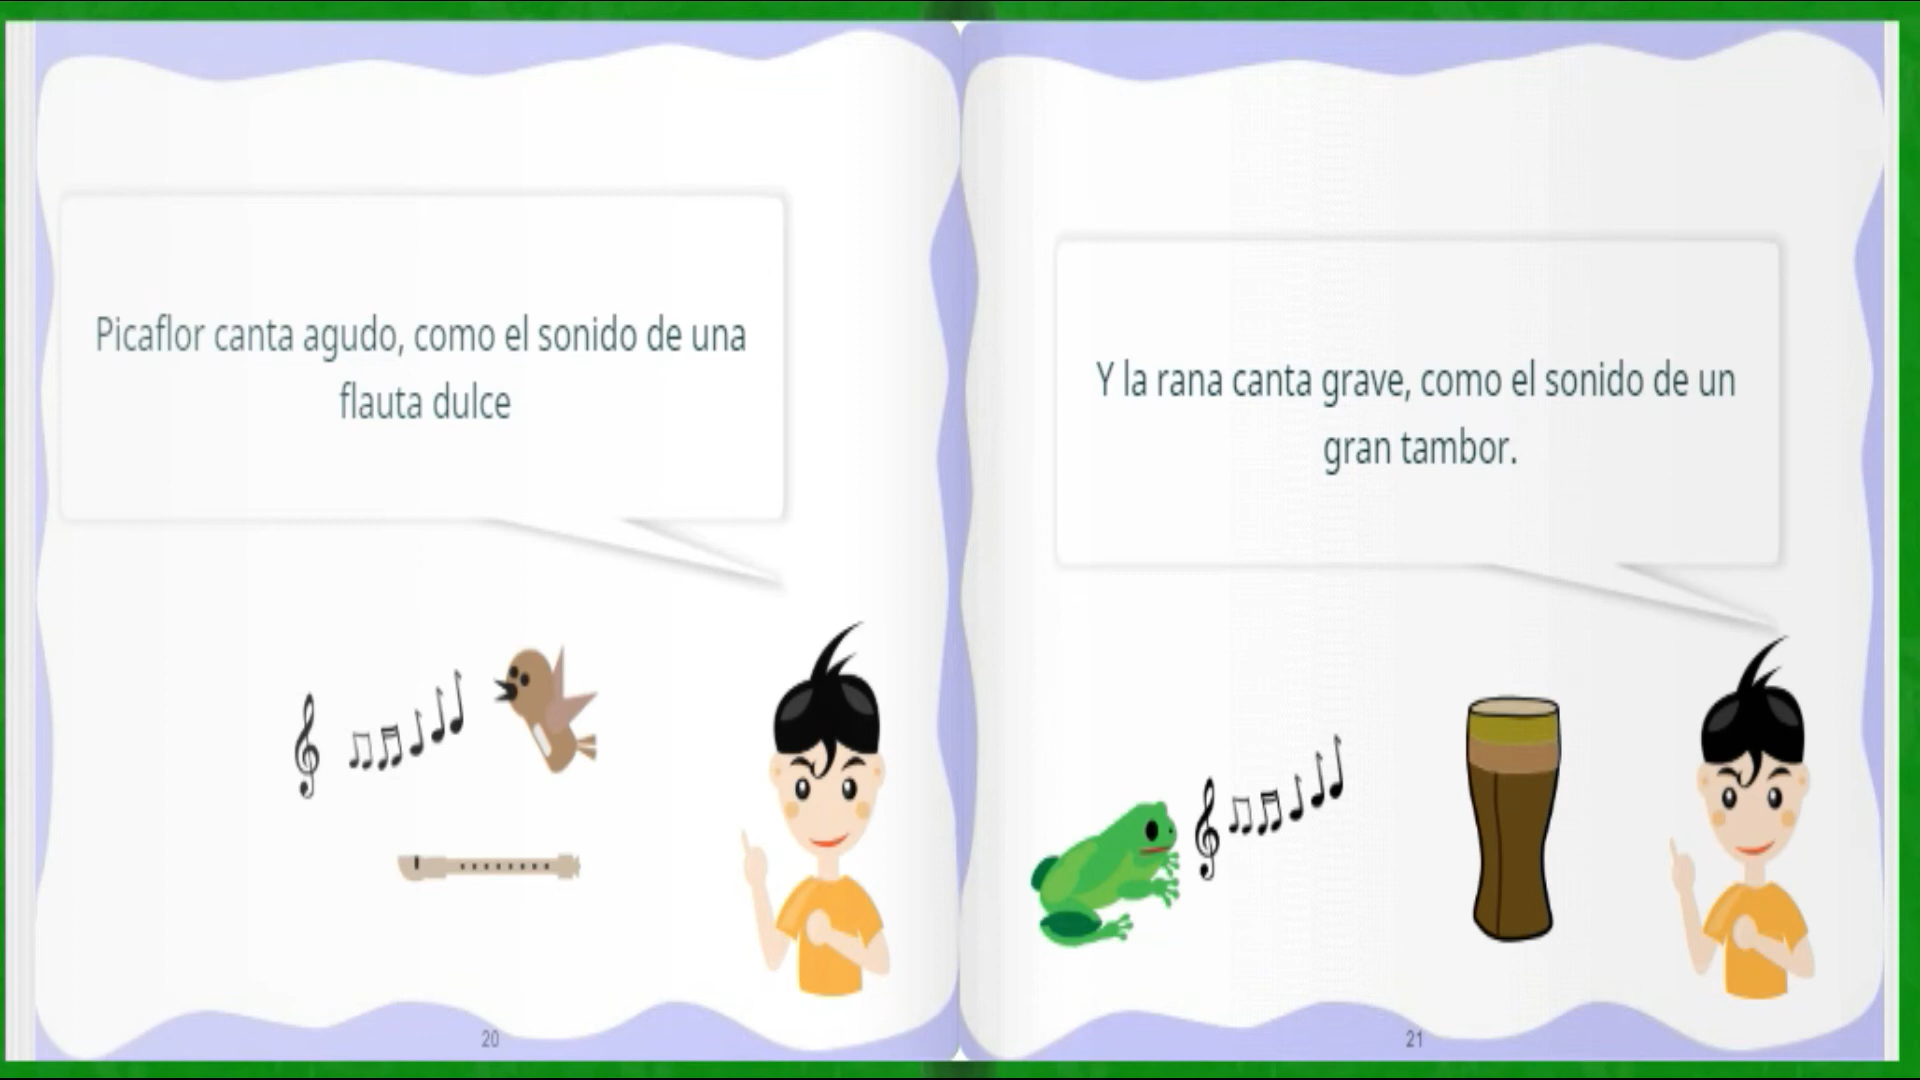 Picaflor canta agudo, como el sonido de una
flauta dulce
20
Y la rana canta grave, como el sonido de un
gran tambor.
21